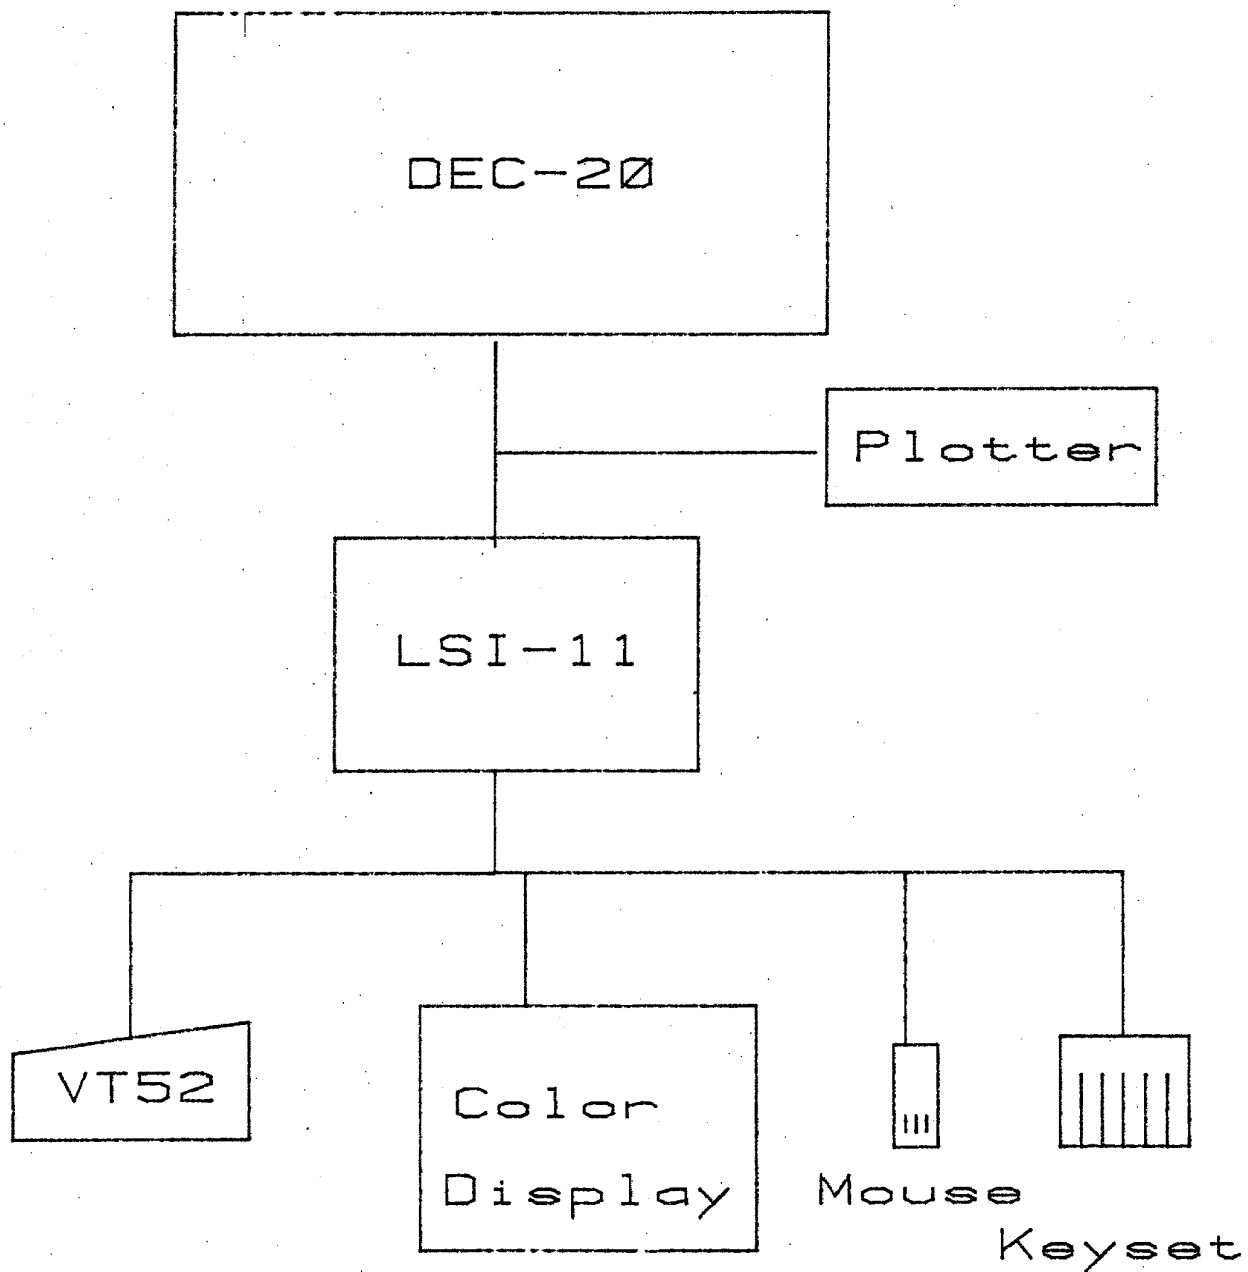 DEC-20
Plotter
LSI-11
VT52
Color
Display
Mouse
Keyset